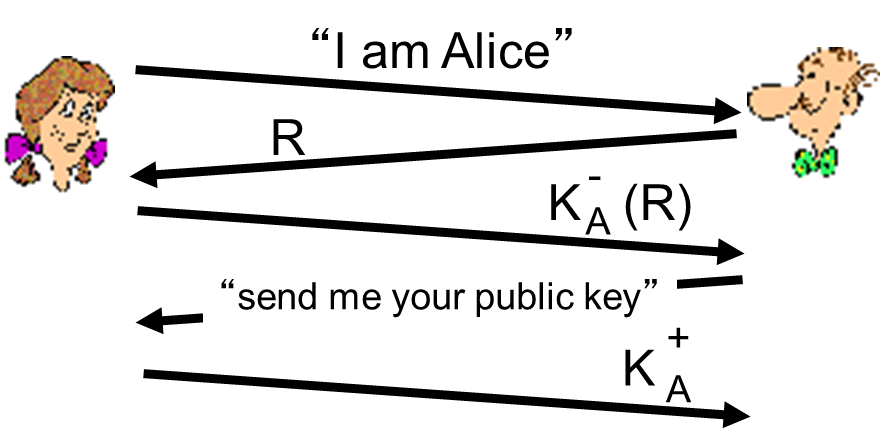 “I am Alice”
R
K_A^- (R)
“send me your public key”
K_A^+